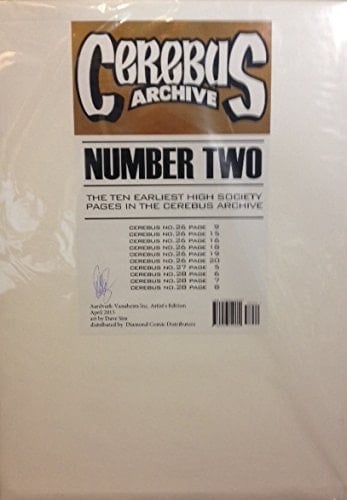 CEREBUS
ARCHIVE
NUMBER TWO
THE TEN EARLIEST HIGH SOCIETY
PAGES IN THE CEREBUS ARCHIVE
CEREBUS NO.26 PAGE 9
CEREBUS NO.26 PAGE 15
CEREBUS NO.26 PAGE 16
CEREBUS NO.26 PAGE 18
CEREBUS NO.26 PAGE 19
CEREBUS NO.26 PAGE 20
CEREBUS NO.27 PAGE 5
CEREBUS NO.28 PAGE 6
CEREBUS NO.28 PAGE 7
CEREBUS NO.28 PAGE 8
Aardvark-Vanaheim Inc. Artist's Edition
April 2015
art by Dave Sim
distributed by Diamond Comic Distributors